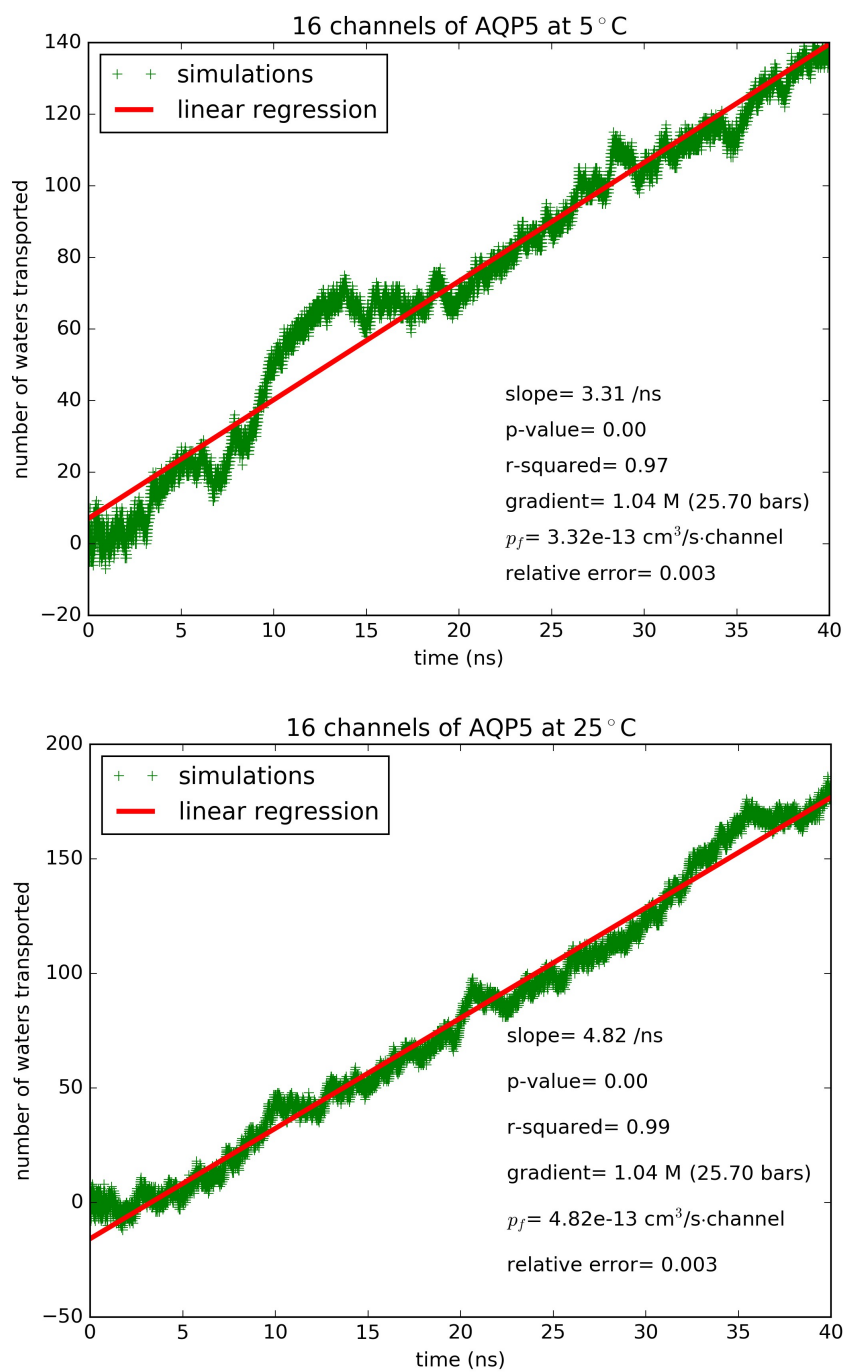 16 channels of AQP5 at 5°C
140
120
100
80
60
40
20
0
−20
number of waters transported
simulations
linear regression
slope= 3.31 /ns
p-value= 0.00
r-squared= 0.97
gradient= 1.04 M (25.70 bars)
p_f= 3.32e-13 cm³/s·channel
relative error= 0.003
0 5 10 15 20 25 30 35 40
time (ns)
16 channels of AQP5 at 25°C
200
150
100
50
0
−50
number of waters transported
simulations
linear regression
slope= 4.82 /ns
p-value= 0.00
r-squared= 0.99
gradient= 1.04 M (25.70 bars)
p_f= 4.82e-13 cm³/s·channel
relative error= 0.003
0 5 10 15 20 25 30 35 40
time (ns)